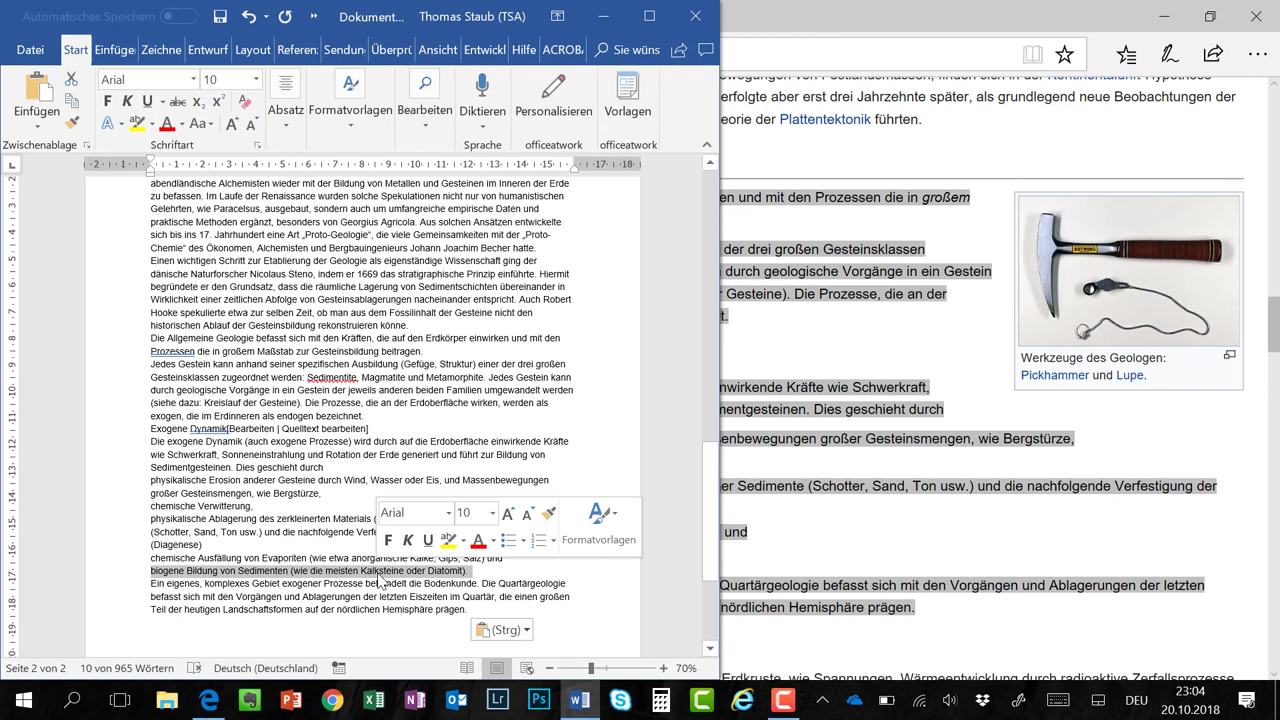 Automatisches Speichern
Dokument...
Thomas Staub (TSA)
Datei
Start
Einfüge
Zeichne
Entwurf
Layout
Referen
Sendun
Überprü
Ansicht
Entwickl
Hilfe
ACROBA
Sie wüns
Einfügen
Arial
10
Absatz
Formatvorlagen
Bearbeiten
Diktieren
Personalisieren
Vorlagen
Zwischenablage
Schriftart
Sprache
officeatwork
officeatwork
abendländische Alchemisten wieder mit der Bildung von Metallen und Gesteinen im Inneren der Erde
zu befassen. Im Laufe der Renaissance wurden solche Spekulationen nicht nur von humanistischen
Gelehrten, wie Paracelsus, ausgebaut, sondern auch um umfangreiche empirische Daten und
praktische Methoden ergänzt, besonders von Georgius Agricola. Aus solchen Ansätzen entwickelte
sich bis ins 17. Jahrhundert eine Art „Proto-Geologie“, die viele Gemeinsamkeiten mit der „Proto-
Chemie“ des Ökonomen, Alchemisten und Bergbauingenieurs Johann Joachim Becher hatte.
Einen wichtigen Schritt zur Etablierung der Geologie als eigenständige Wissenschaft ging der
dänische Naturforscher Nicolaus Steno, indem er 1669 das stratigraphische Prinzip einführte. Hiermit
begründete er den Grundsatz, dass die räumliche Lagerung von Sedimentschichten übereinander in
Wirklichkeit einer zeitlichen Abfolge von Gesteinsablagerungen nacheinander entspricht. Auch Robert
Hooke spekulierte etwa zur selben Zeit, ob man aus dem Fossilinhalt der Gesteine nicht den
historischen Ablauf der Gesteinsbildung rekonstruieren könne.
Die Allgemeine Geologie befasst sich mit den Kräften, die auf den Erdkörper einwirken und mit den
Prozessen die in großem Maßstab zur Gesteinsbildung beitragen.
Jedes Gestein kann anhand seiner spezifischen Ausbildung (Gefüge, Struktur) einer der drei großen
Gesteinsklassen zugeordnet werden: Sedimentite, Magmatite und Metamorphite. Jedes Gestein kann
durch geologische Vorgänge in ein Gestein der jeweils anderen beiden Familien umgewandelt werden
(siehe dazu: Kreislauf der Gesteine). Die Prozesse, die an der Erdoberfläche wirken, werden als
exogen, die im Erdinneren als endogen bezeichnet.
Exogene Dynamik[Bearbeiten | Quelltext bearbeiten]
Die exogene Dynamik (auch exogene Prozesse) wird durch auf die Erdoberfläche einwirkende Kräfte
wie Schwerkraft, Sonneneinstrahlung und Rotation der Erde generiert und führt zur Bildung von
Sedimentgesteinen. Dies geschieht durch
physikalische Erosion anderer Gesteine durch Wind, Wasser oder Eis, und Massenbewegungen
großer Gesteinsmengen, wie Bergstürze,
chemische Verwitterung,
physikalische Ablagerung des zerkleinerten Materials (
(Schotter, Sand, Ton usw.) und die nachfolgende Verfe
(Diagenese)
chemische Ausfällung von Evaporiten (wie etwa anorganische Kalke, Gips, Salz) und
biogene Bildung von Sedimenten (wie die meisten Kalksteine oder Diatomit).
Ein eigenes, komplexes Gebiet exogener Prozesse behandelt die Bodenkunde. Die Quartärgeologie
befasst sich mit den Vorgängen und Ablagerungen der letzten Eiszeiten im Quartär, die einen großen
Teil der heutigen Landschaftsformen auf der nördlichen Hemisphäre prägen.
Arial
10
Formatvorlagen
(Strg)
Seite 2 von 2
10 von 965 Wörtern
Deutsch (Deutschland)
70%
erfolgte aber erst drei Jahrzehnte später, als grundlegend neue Beobachtungen der
eorie der Plattentektonik führten.
en und mit den Prozessen die in großem
der drei großen Gesteinsklassen
n durch geologische Vorgänge in ein Gestein
r Gesteine). Die Prozesse, die an der
t.
Werkzeuge des Geologen:
Pickhammer und Lupe.
nwirkende Kräfte wie Schwerkraft,
mentgesteinen. Dies geschieht durch
enbewegungen großer Gesteinsmengen, wie Bergstürze,
er Sedimente (Schotter, Sand, Ton usw.) und die nachfolgende Verfestigung der
und
Quartärgeologie befasst sich mit den Vorgängen und Ablagerungen der letzten
nördlichen Hemisphäre prägen.
Erdkruste, wie Spannungen, Wärmeentwicklung durch radioaktive Zerfallsprozesse
DEU
23:04
20.10.2018